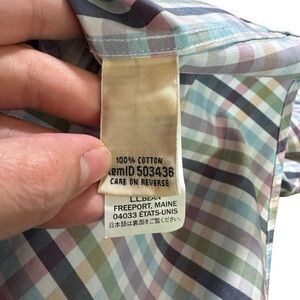 100% COTTON
ItemID 503436
CARE ON REVERSE
L.L.BEAN
FREEPORT, MAINE
04033 ÉTATS-UNIS
日本語は裏面をご覧ください。